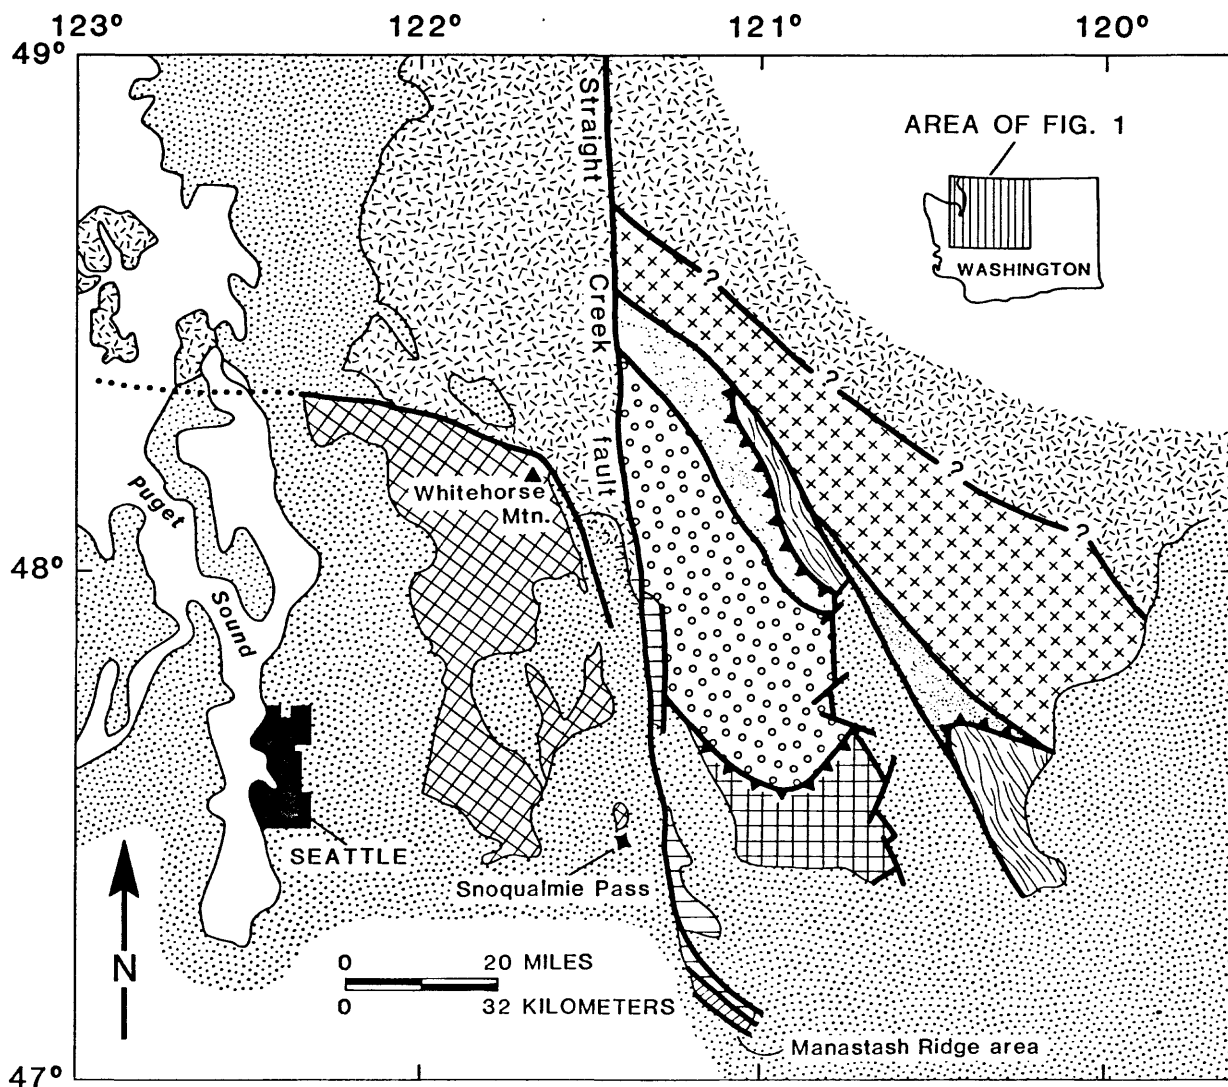 123° 122° 121° 120°
49°
Straight
Creek
fault
AREA OF FIG. 1
WASHINGTON
?
?
?
?
Whitehorse
Mtn.
Puget
Sound
48°
SEATTLE
Snoqualmie Pass
N
0 20 MILES
0 32 KILOMETERS
Manastash Ridge area
47°